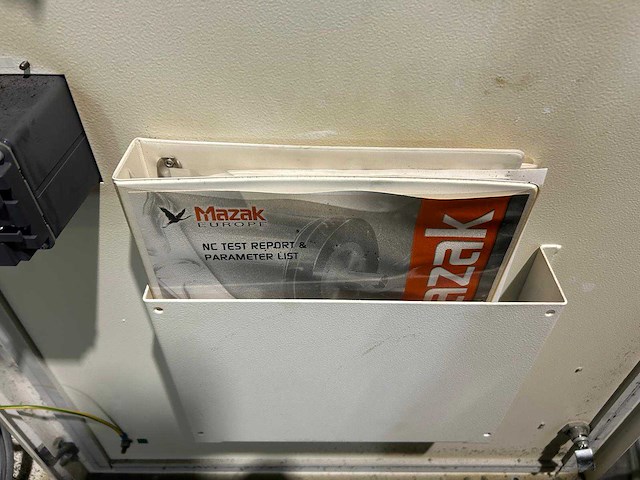 Mazak
EUROPE
NC TEST REPORT &
PARAMETER LIST
azak